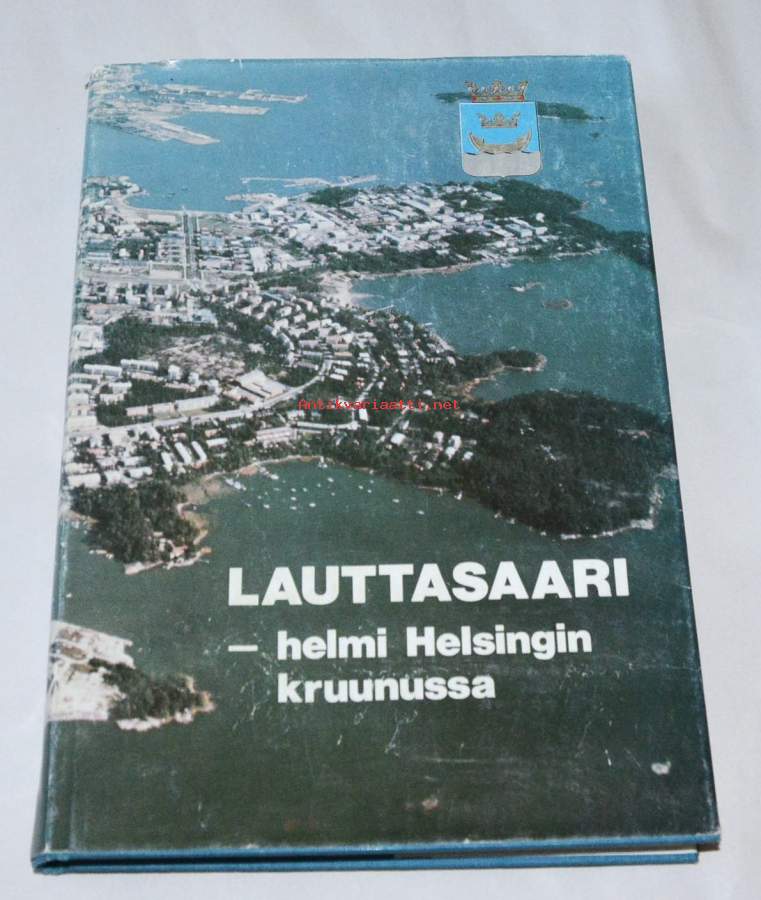 Antikvariaatti.net
LAUTTASAARI
– helmi Helsingin
kruunussa